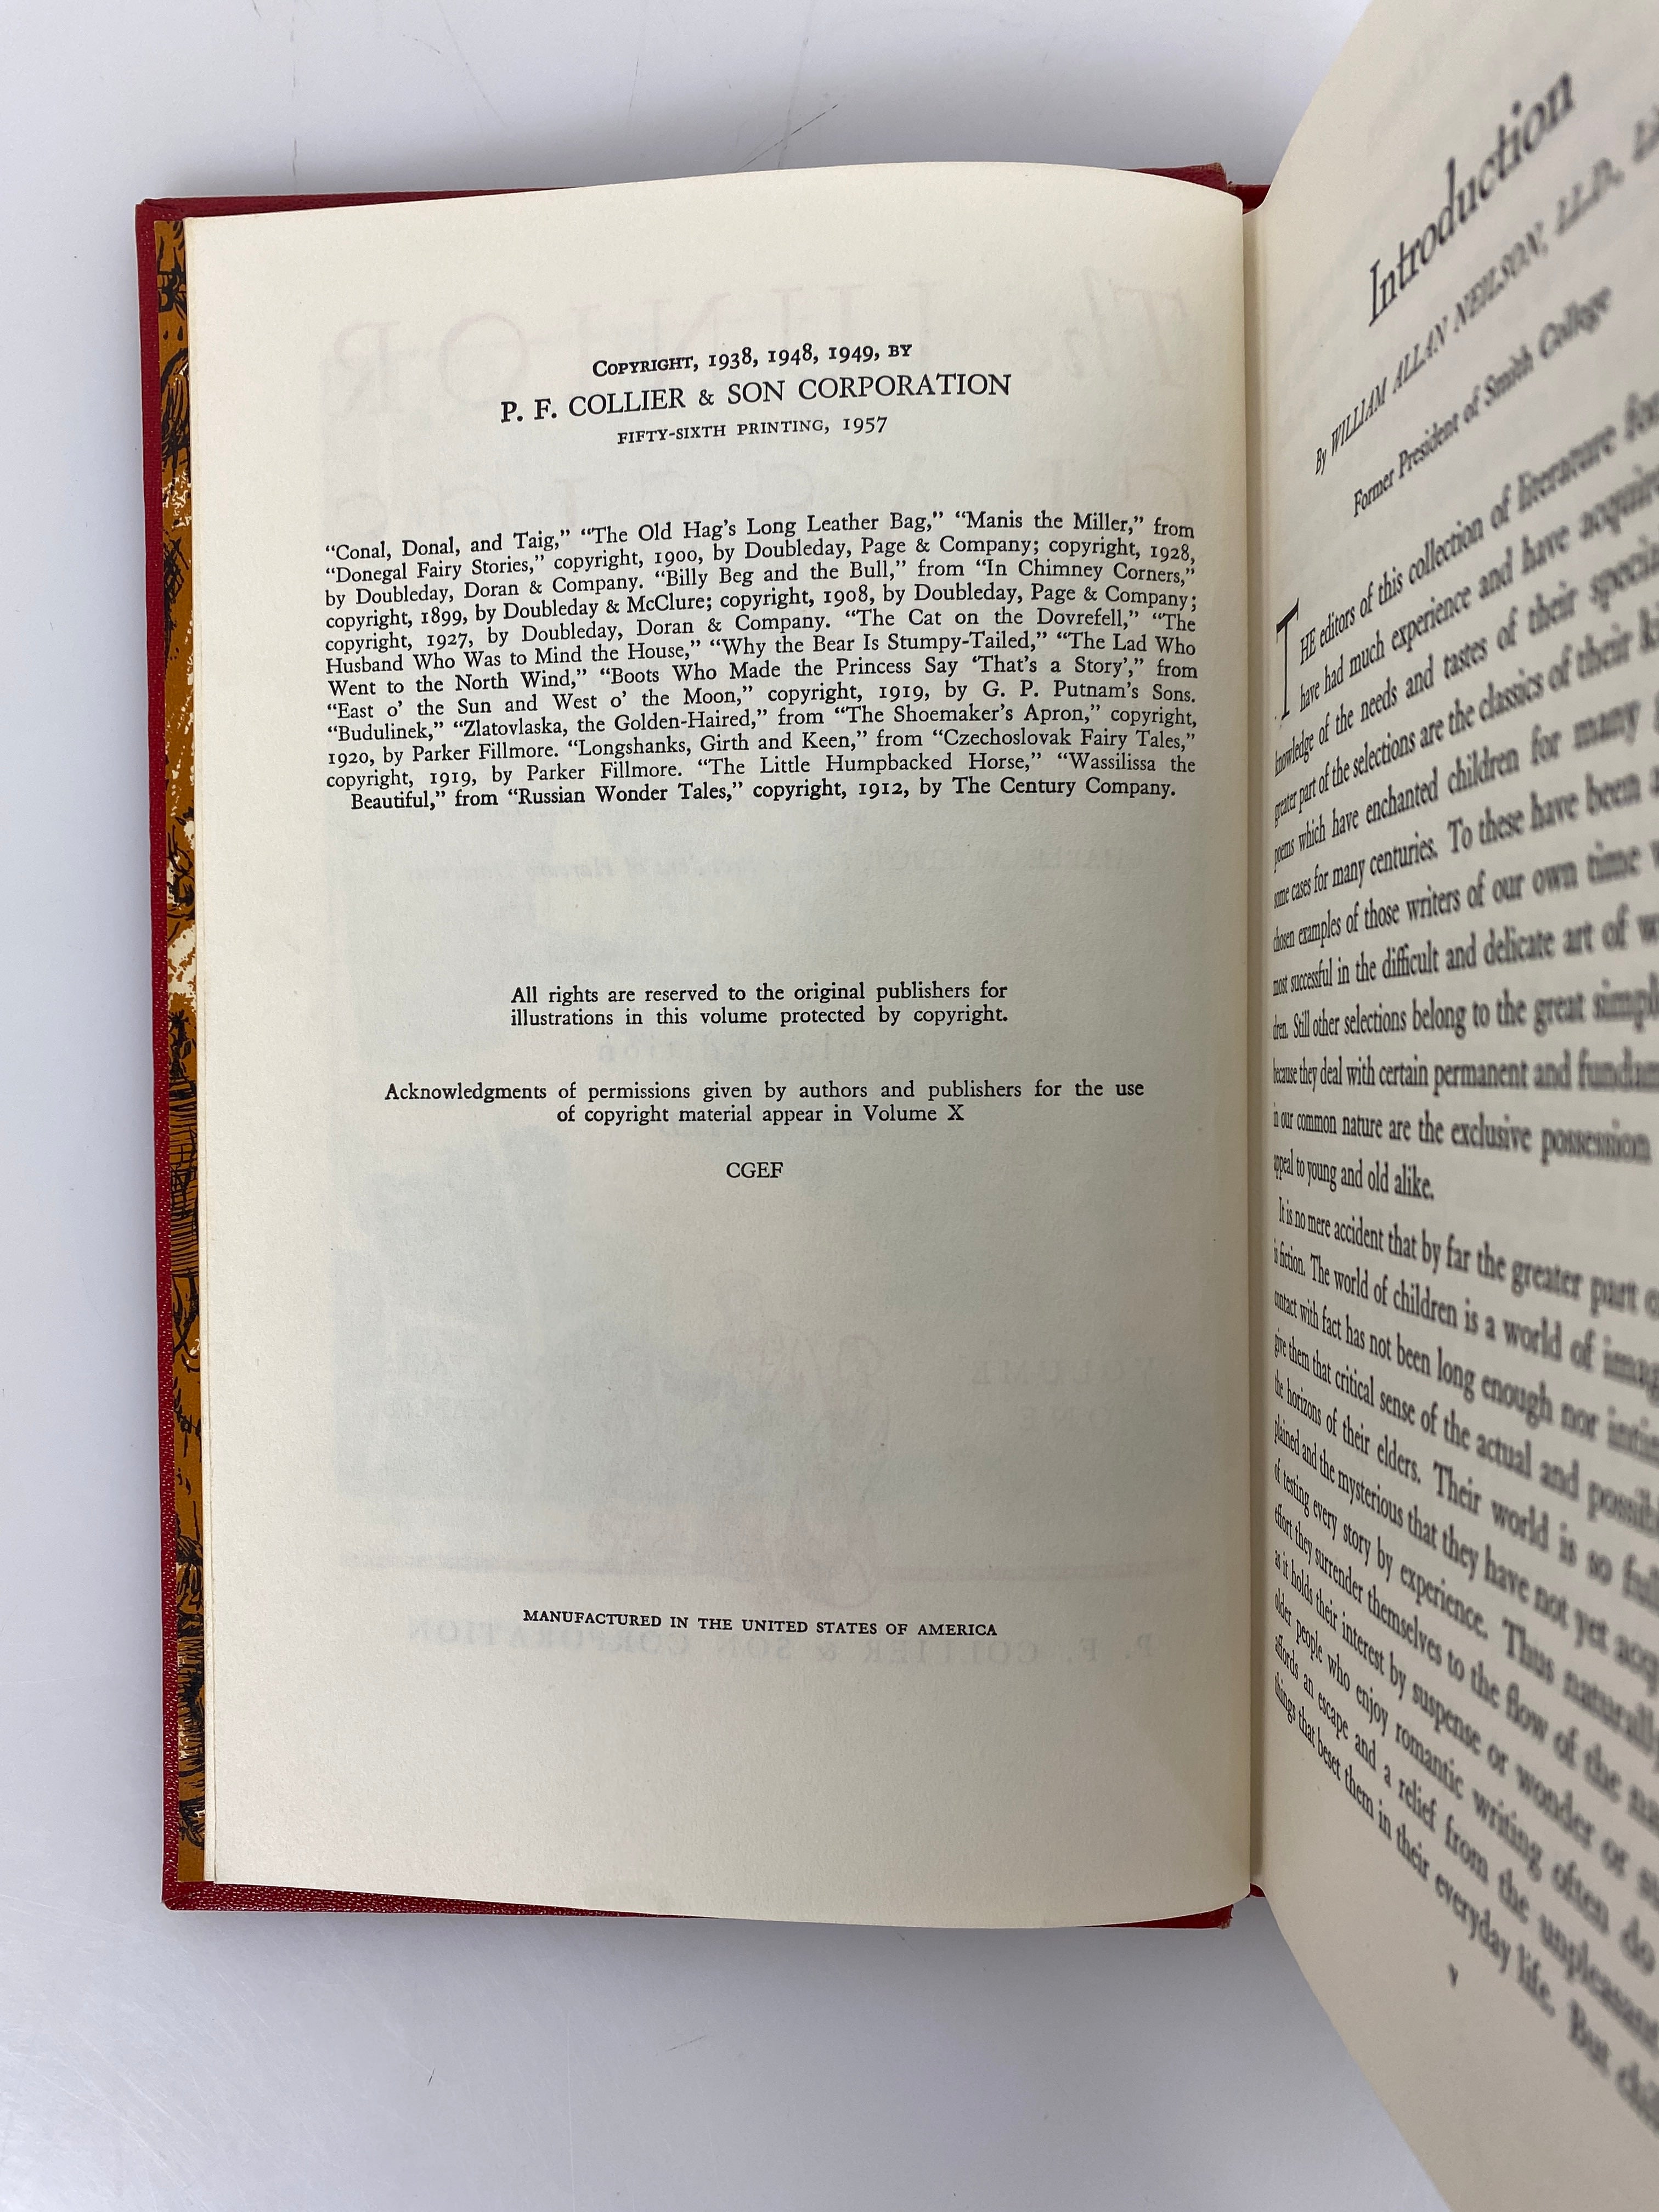 COPYRIGHT, 1938, 1948, 1949, BY
P. F. COLLIER & SON CORPORATION
FIFTY-SIXTH PRINTING, 1957
“Conal, Donal, and Taig,” “The Old Hag’s Long Leather Bag,” “Manis the Miller,” from
“Donegal Fairy Stories,” copyright, 1900, by Doubleday, Page & Company; copyright, 1928,
by Doubleday, Doran & Company. “Billy Beg and the Bull,” from “In Chimney Corners,”
copyright, 1899, by Doubleday & McClure; copyright, 1908, by Doubleday, Page & Company;
copyright, 1927, by Doubleday, Doran & Company. “The Cat on the Dovrefell,” “The
Husband Who Was to Mind the House,” “Why the Bear Is Stumpy-Tailed,” “The Lad Who
Went to the North Wind,” “Boots Who Made the Princess Say ‘That’s a Story’,” from
“East o’ the Sun and West o’ the Moon,” copyright, 1919, by G. P. Putnam’s Sons.
“Budulinek,” “Zlatovlaska, the Golden-Haired,” from “The Shoemaker’s Apron,” copyright,
1920, by Parker Fillmore. “Longshanks, Girth and Keen,” from “Czechoslovak Fairy Tales,”
copyright, 1919, by Parker Fillmore. “The Little Humpbacked Horse,” “Wassilissa the
Beautiful,” from “Russian Wonder Tales,” copyright, 1912, by The Century Company.
All rights are reserved to the original publishers for
illustrations in this volume protected by copyright.
Acknowledgments of permissions given by authors and publishers for the use
of copyright material appear in Volume X
CGEF
MANUFACTURED IN THE UNITED STATES OF AMERICA
Introduction
By WILLIAM ALLAN NEILSON, LL.D.
Former President of Smith College
THE editors of this collection of literature for
have had much experience and have
knowledge of the needs and tastes of their
greater part of the selections are the classics of their
poems which have enchanted children for many
some cases for many centuries. To these have been
chosen examples of those writers of our own time
most successful in the difficult and delicate art of
dren. Still other selections belong to the great
because they deal with certain permanent and
in our common nature are the exclusive possession
appeal to young and old alike.
It is no mere accident that by far the greater part
is fiction. The world of children is a world of
contact with fact has not been long enough nor
give them that critical sense of the actual and
the horizons of their elders. Their world is so
plained and the mysterious that they have not yet
of testing every story by experience. Thus
effort they surrender themselves to the flow of the
as it holds their interest by suspense or wonder or
older people who enjoy romantic writing often do
affords an escape and a relief from the unpleasant
things that beset them in their everyday life. But
v